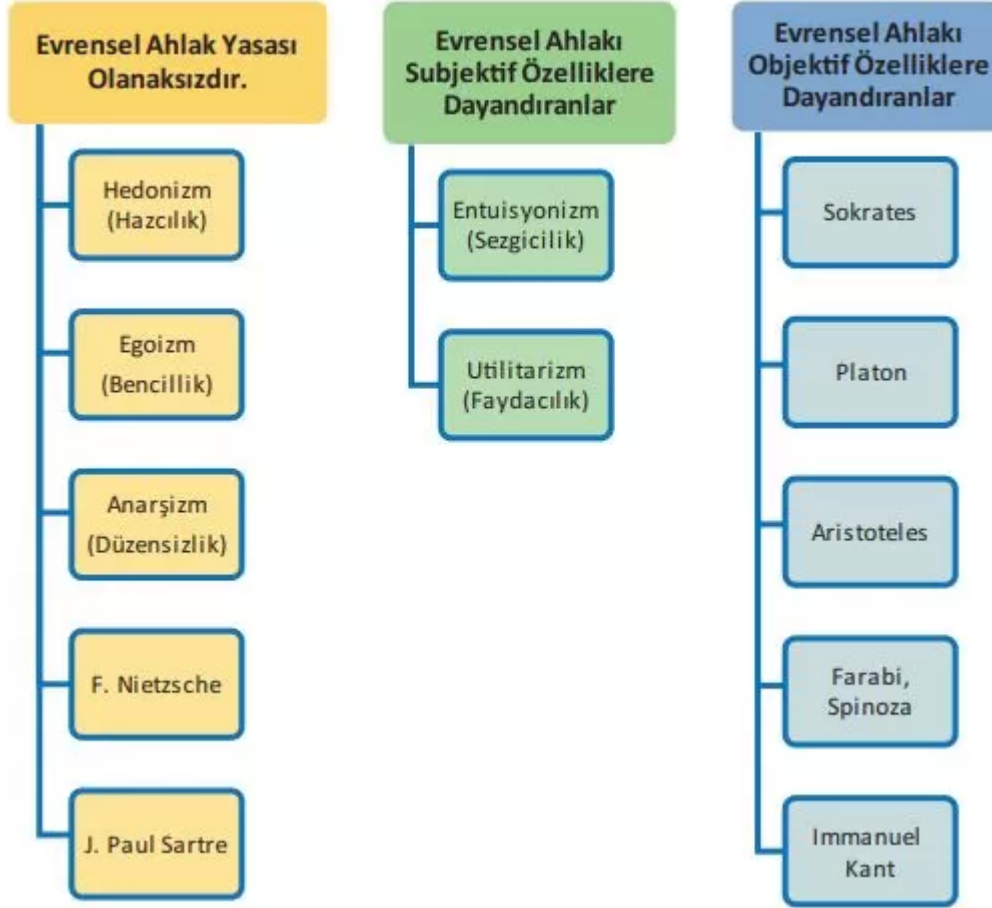 Evrensel Ahlak Yasası
Olanaksızdır.
Hedonizm
(Hazcılık)
Egoizm
(Bencillik)
Anarşizm
(Düzensizlik)
F. Nietzsche
J. Paul Sartre
Evrensel Ahlakı
Subjektif Özelliklere
Dayandıranlar
Entuisyonizm
(Sezgicilik)
Utilitarizm
(Faydacılık)
Evrensel Ahlakı
Objektif Özelliklere
Dayandıranlar
Sokrates
Platon
Aristoteles
Farabi,
Spinoza
Immanuel
Kant